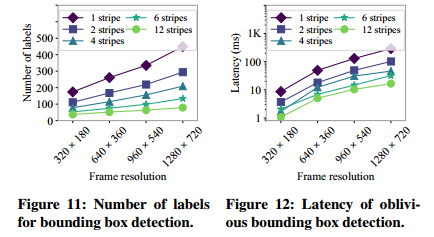 1 stripe
2 stripes
4 stripes
6 stripes
12 stripes
Number of labels
500
400
300
200
100
0
320 × 180
640 × 360
960 × 540
1280 × 720
Frame resolution
Figure 11: Number of labels
for bounding box detection.
1 stripe
2 stripes
4 stripes
6 stripes
12 stripes
Latency (ms)
1K
100
10
1
320 × 180
640 × 360
960 × 540
1280 × 720
Frame resolution
Figure 12: Latency of oblivi-
ous bounding box detection.